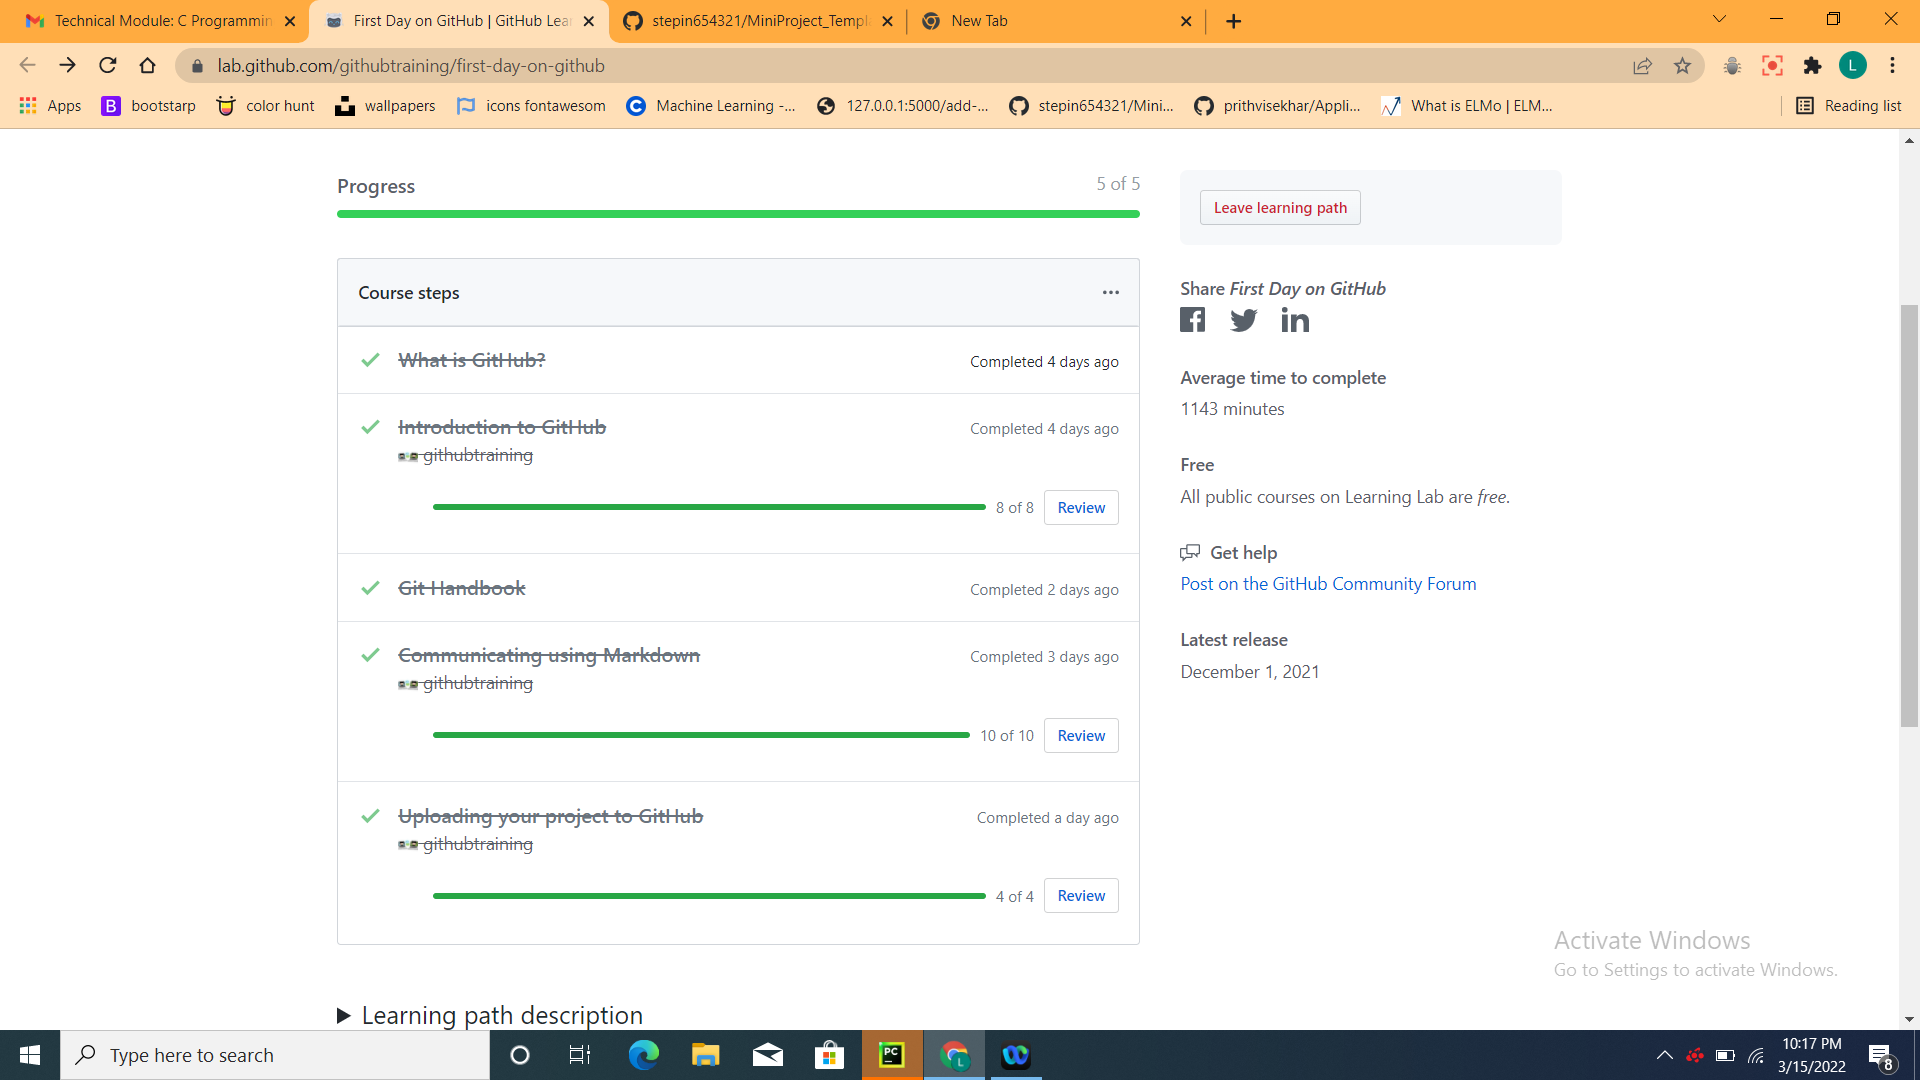 Technical Module: C Programmin
First Day on GitHub | GitHub Lea
stepin654321/MiniProject_Templ
New Tab
lab.github.com/githubtraining/first-day-on-github
L
Apps
B bootstarp
color hunt
wallpapers
icons fontawesom
C Machine Learning -...
127.0.0.1:5000/add-...
stepin654321/Mini...
prithvisekhar/Appli...
What is ELMo | ELM...
Reading list
Progress
5 of 5
Leave learning path
Course steps
Share First Day on GitHub
What is GitHub?
Completed 4 days ago
Average time to complete
1143 minutes
Introduction to GitHub
Completed 4 days ago
githubtraining
8 of 8
Review
Free
All public courses on Learning Lab are free.
Get help
Post on the GitHub Community Forum
Git Handbook
Completed 2 days ago
Latest release
December 1, 2021
Communicating using Markdown
Completed 3 days ago
githubtraining
10 of 10
Review
Uploading your project to GitHub
Completed a day ago
githubtraining
4 of 4
Review
Activate Windows
Go to Settings to activate Windows.
Learning path description
Type here to search
PC
L
10:17 PM
3/15/2022
8